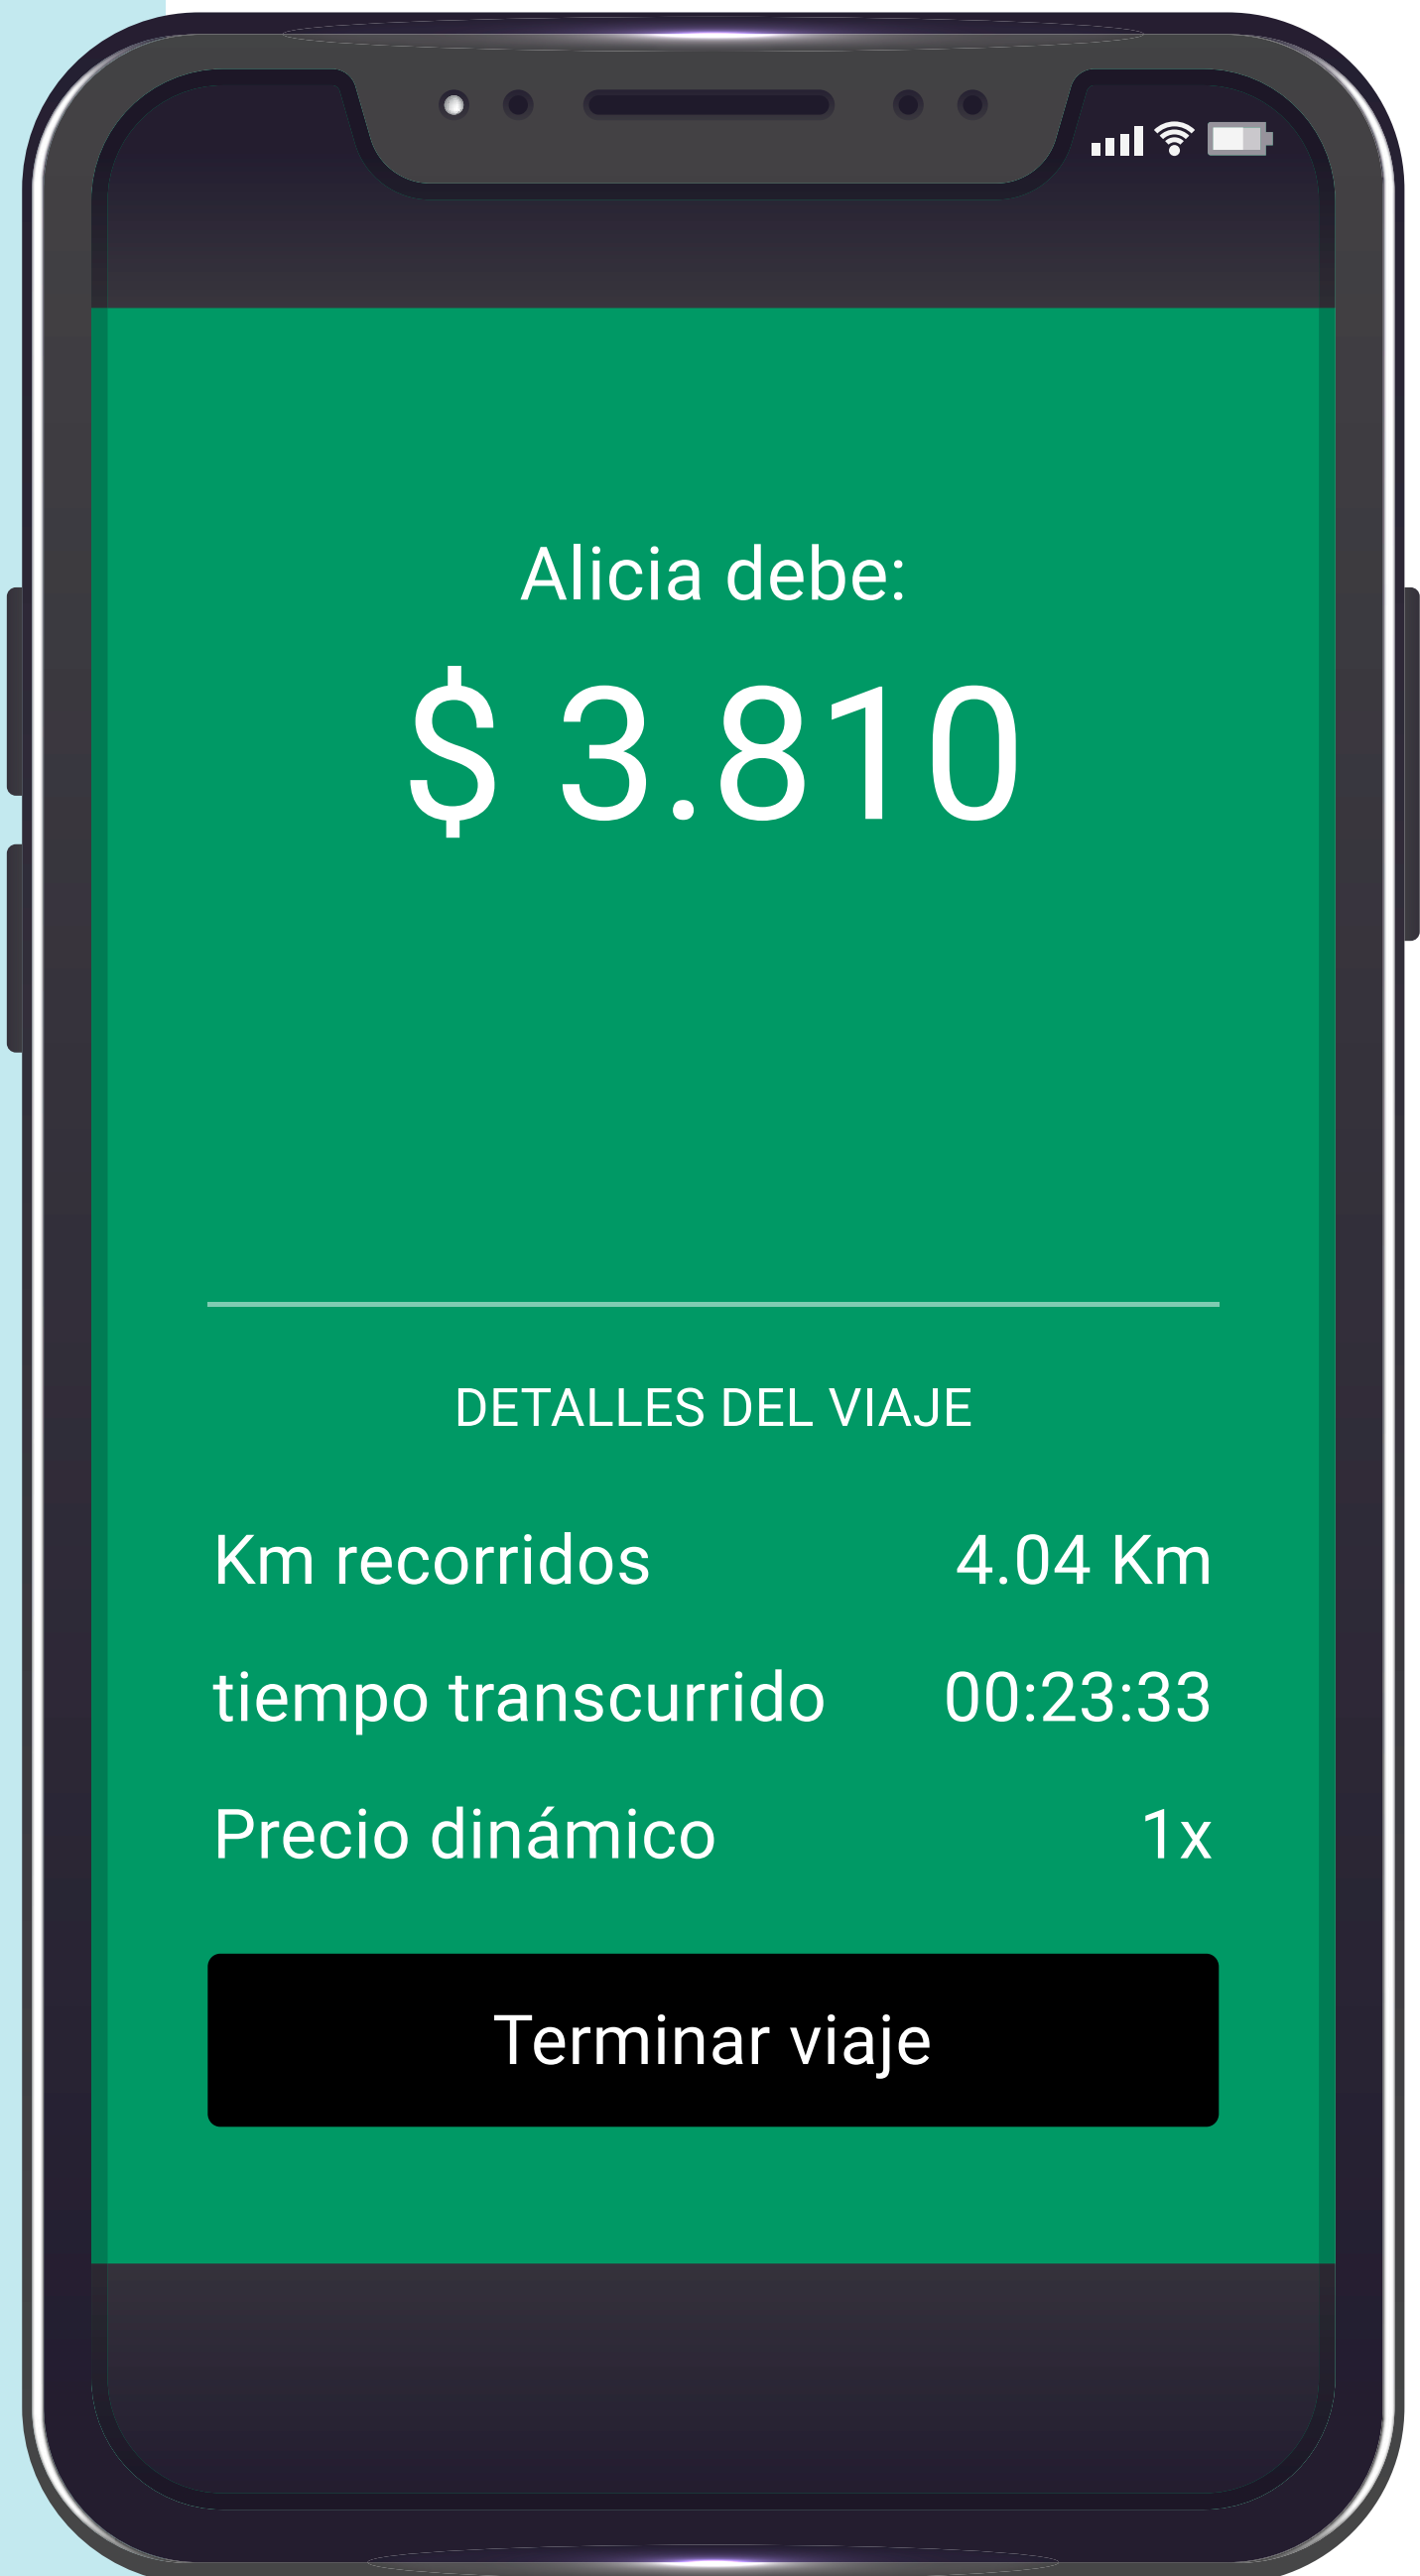 Alicia debe:
$ 3.810
DETALLES DEL VIAJE
Km recorridos 4.04 Km
tiempo transcurrido 00:23:33
Precio dinámico 1x
Terminar viaje